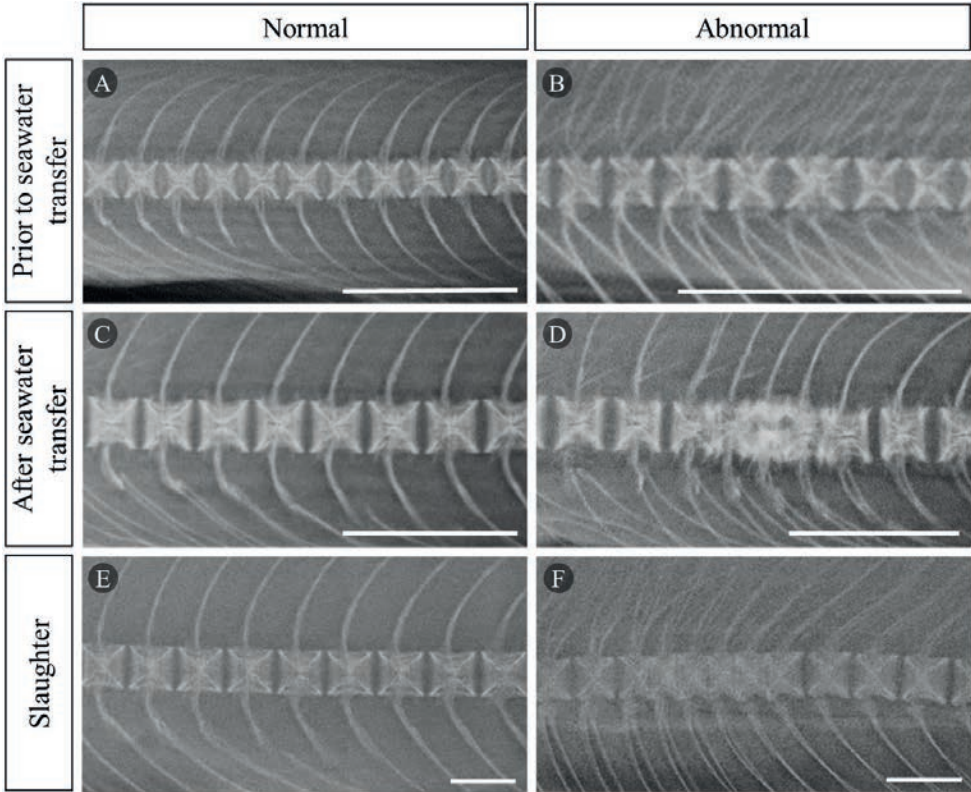 Normal
Abnormal
Prior to seawater
transfer
A
B
After seawater
transfer
C
D
Slaughter
E
F